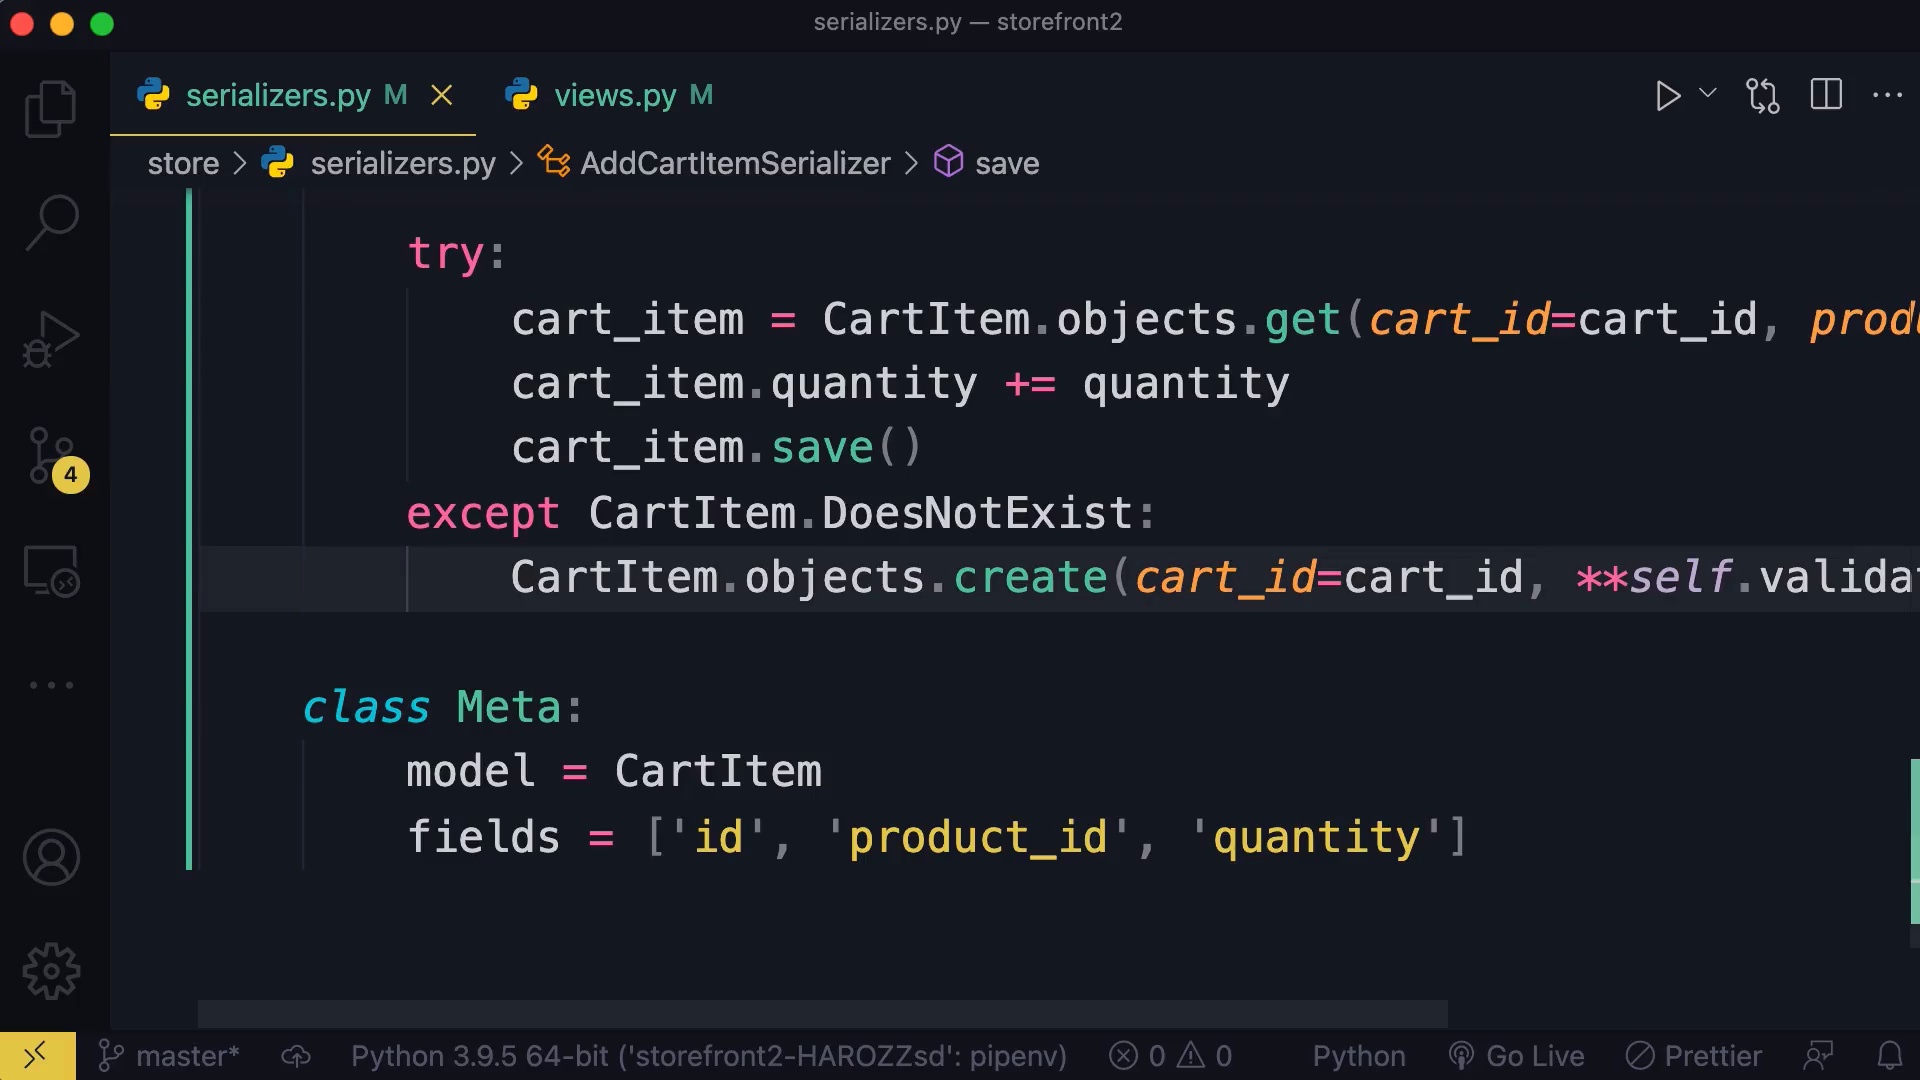 serializers.py — storefront2
serializers.py M
views.py M
store > serializers.py > AddCartItemSerializer > save
try:
cart_item = CartItem.objects.get(cart_id=cart_id, prod
cart_item.quantity += quantity
cart_item.save()
except CartItem.DoesNotExist:
CartItem.objects.create(cart_id=cart_id, **self.validat
class Meta:
model = CartItem
fields = ['id', 'product_id', 'quantity']
4
master* Python 3.9.5 64-bit ('storefront2-HAROZZsd': pipenv) 0 0 Python Go Live Prettier